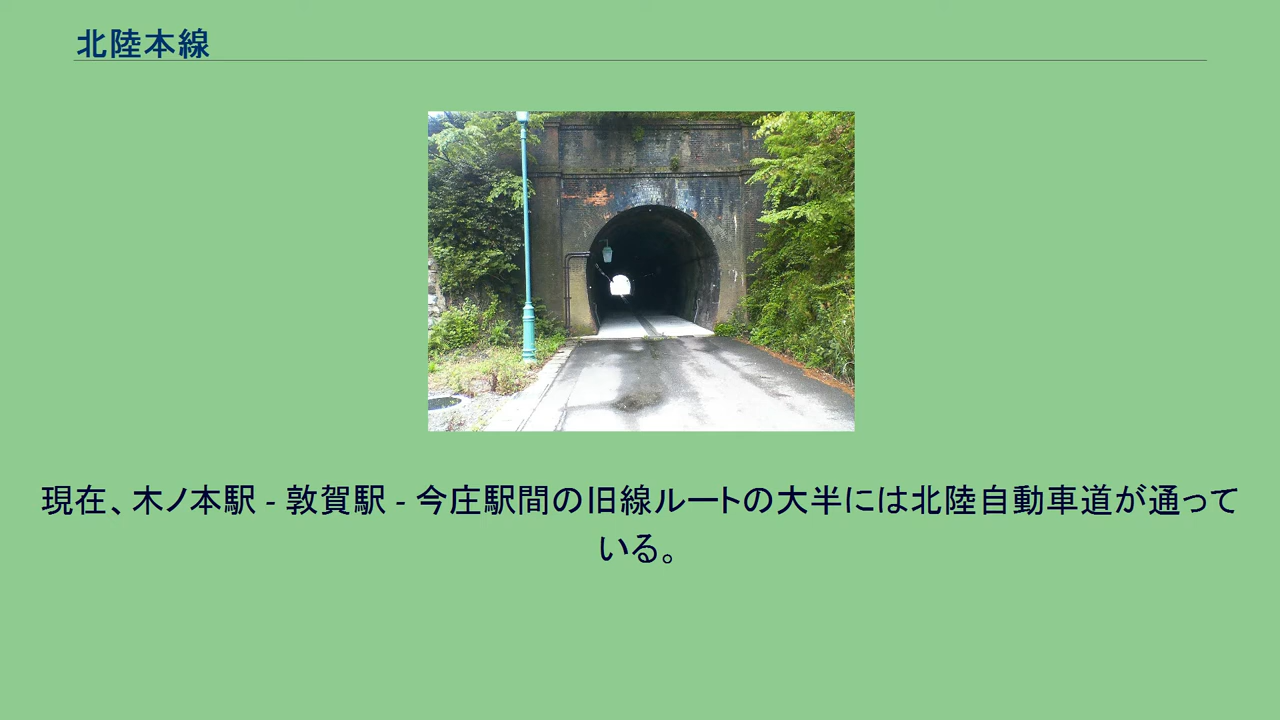 北陸本線
現在、木ノ本駅 - 敦賀駅 - 今庄駅間の旧線ルートの大半には北陸自動車道が通って
いる。